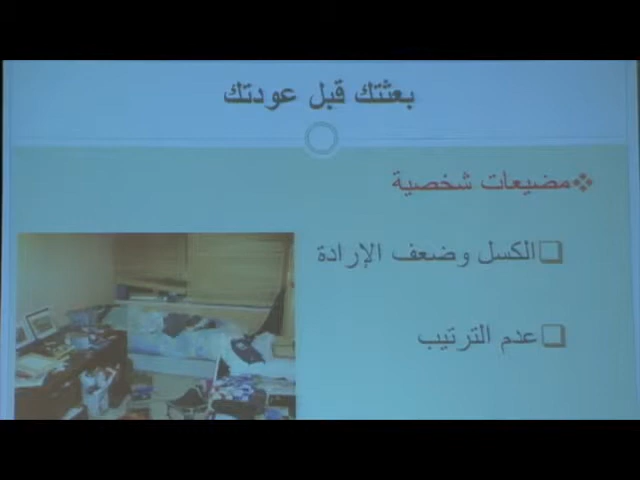 بعثتك قبل عودتك
مضيعات شخصية
الكسل وضعف الإرادة
عدم الترتيب